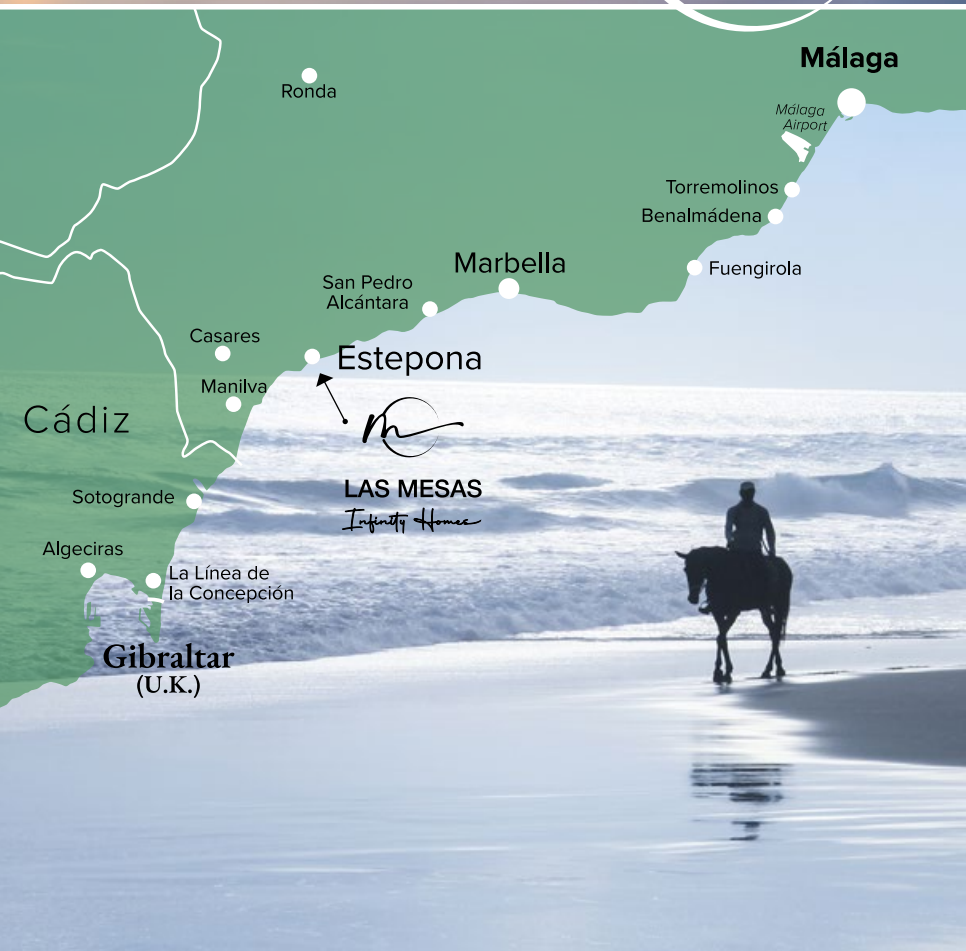 Málaga
Ronda
Málaga
Airport
Torremolinos
Benalmádena
Marbella
Fuengirola
San Pedro
Alcántara
Casares
Estepona
Manilva
Cádiz
m
LAS MESAS
Infinity Homes
Sotogrande
Algeciras
La Línea de
la Concepción
Gibraltar
(U.K.)